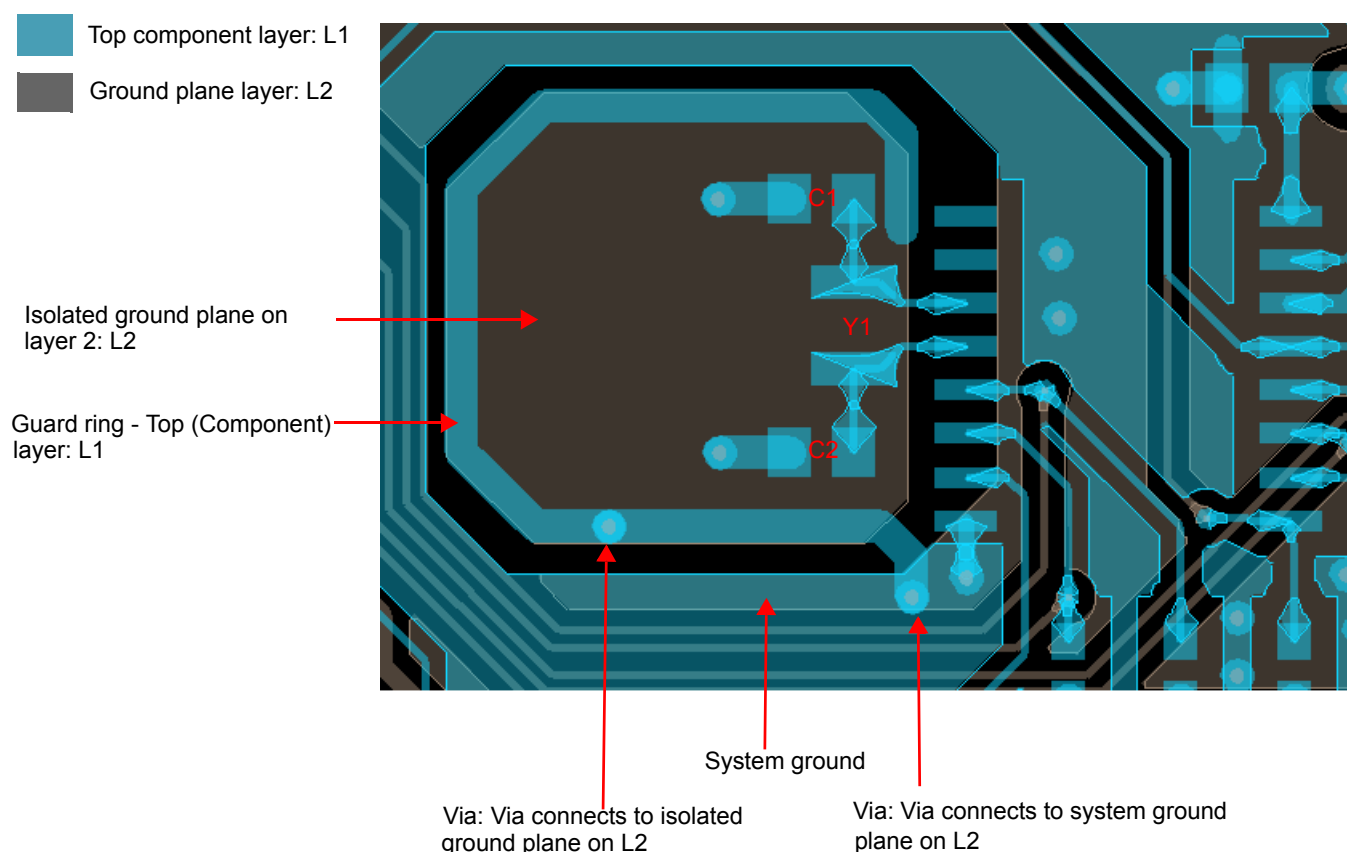 Top component layer: L1
Ground plane layer: L2
C1
Isolated ground plane on
layer 2: L2
Y1
Guard ring - Top (Component)
layer: L1
C2
System ground
Via: Via connects to isolated
ground plane on L2
Via: Via connects to system ground
plane on L2